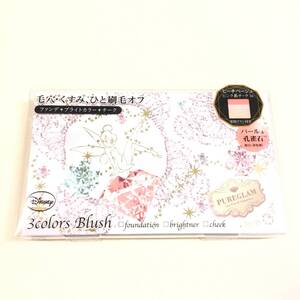 毛穴・くすみ、ひと刷毛オフ
ファンデ✦ブライトカラー✦チーク
ピーチベージュ
パール&
孔雀石
Disney
3colors Blush
□foundation □brightner □cheek
PUREGLAM